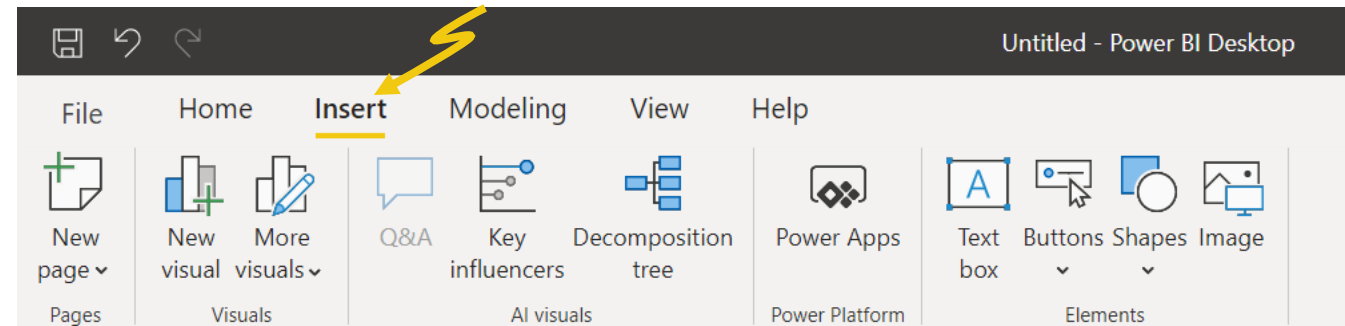 Untitled - Power BI Desktop
File Home Insert Modeling View Help
New page
New visual
More visuals
Q&A
Key influencers
Decomposition tree
Power Apps
Text box
Buttons
Shapes
Image
Pages Visuals AI visuals Power Platform Elements